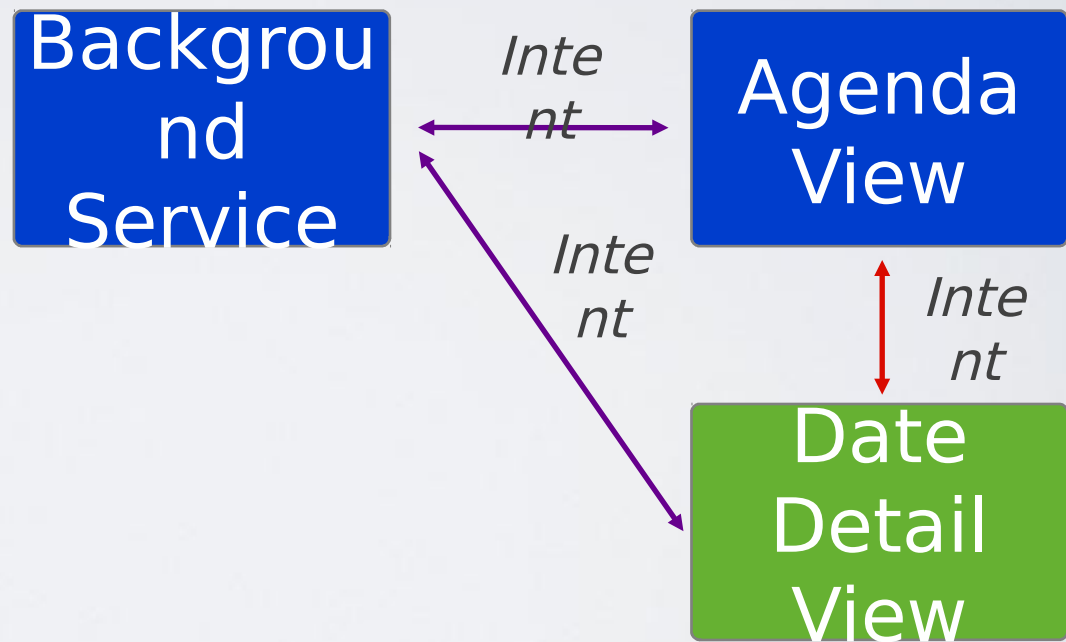 Backgrou
nd
Service
Inte
nt
Agenda
View
Inte
nt
Inte
nt
Date
Detail
View